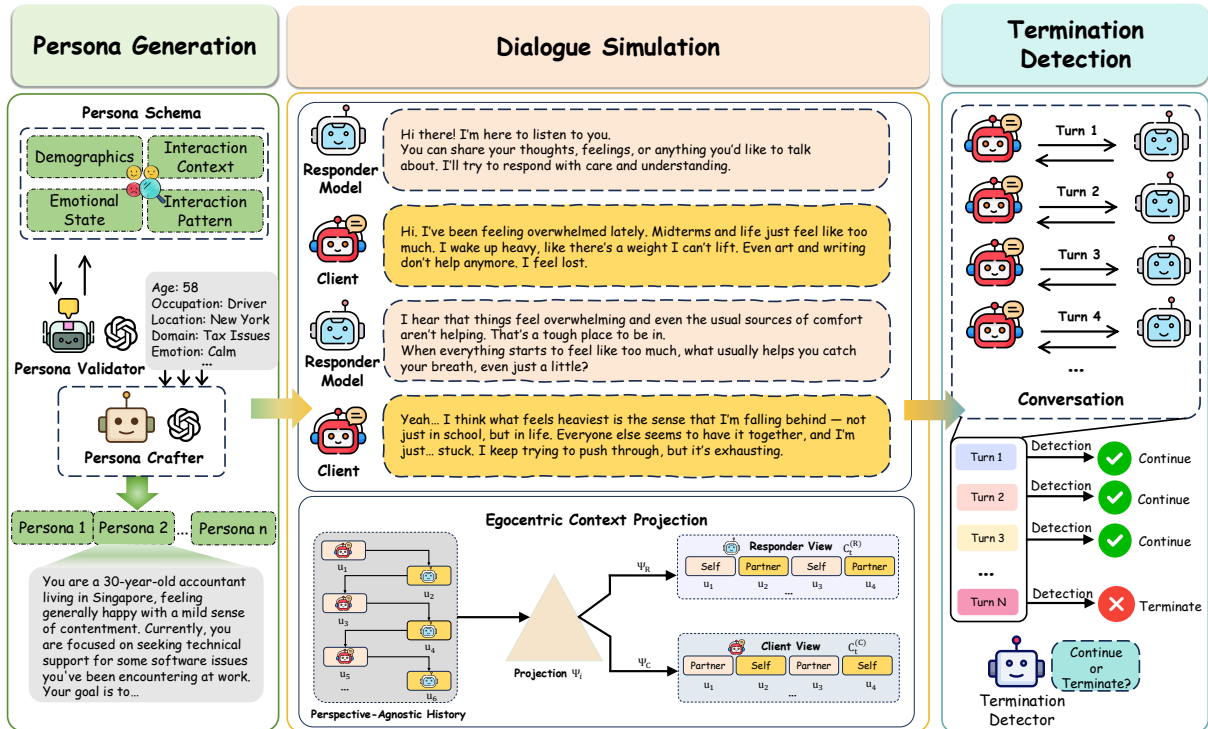 Persona Generation
Dialogue Simulation
Termination
Detection
Persona Schema
Demographics
Interaction
Context
Emotional
State
Interaction
Pattern
Age: 58
Occupation: Driver
Location: New York
Domain: Tax Issues
Emotion: Calm
...
Persona Validator
Persona Crafter
Persona 1
Persona 2
...
Persona n
You are a 30-year-old accountant
living in Singapore, feeling
generally happy with a mild sense
of contentment. Currently, you
are focused on seeking technical
support for some software issues
you've been encountering at work.
Your goal is to...
Responder
Model
Hi there! I'm here to listen to you.
You can share your thoughts, feelings, or anything you'd like to talk
about. I'll try to respond with care and understanding.
Client
Hi. I've been feeling overwhelmed lately. Midterms and life just feel like too
much. I wake up heavy, like there's a weight I can't lift. Even art and writing
don't help anymore. I feel lost.
Responder
Model
I hear that things feel overwhelming and even the usual sources of comfort
aren't helping. That's a tough place to be in.
When everything starts to feel like too much, what usually helps you catch
your breath, even just a little?
Client
Yeah... I think what feels heaviest is the sense that I'm falling behind — not
just in school, but in life. Everyone else seems to have it together, and I'm
just... stuck. I keep trying to push through, but it's exhausting.
Egocentric Context Projection
u₁
u₂
u₃
u₄
u₅
...
u₆
Perspective-Agnostic History
Projection Ψᵢ
Ψ_R
Ψ_C
Responder View C_t^(R)
Self Partner Self Partner
u₁ u₂ u₃ u₄
...
Client View C_t^(C)
Partner Self Partner Self
u₁ u₂ u₃ u₄
...
Turn 1
Turn 2
Turn 3
Turn 4
...
Conversation
Turn 1 Detection Continue
Turn 2 Detection Continue
Turn 3 Detection Continue
...
Turn N Detection Terminate
Termination
Detector
Continue
or
Terminate?